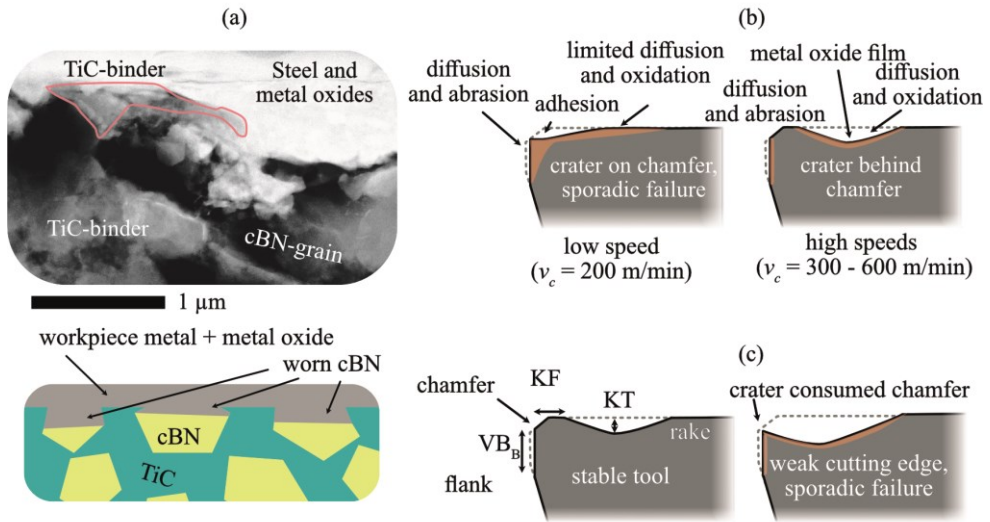 (a)
TiC-binder
Steel and
metal oxides
TiC-binder
cBN-grain
1 μm
workpiece metal + metal oxide
worn cBN
cBN
TiC
(b)
diffusion
and abrasion
adhesion
limited diffusion
and oxidation
crater on chamfer,
sporadic failure
low speed
(v_c = 200 m/min)
metal oxide film
diffusion
and abrasion
diffusion
and oxidation
crater behind
chamfer
high speeds
(v_c = 300 - 600 m/min)
(c)
chamfer
KF
KT
VB_B
rake
flank
stable tool
crater consumed chamfer
weak cutting edge,
sporadic failure